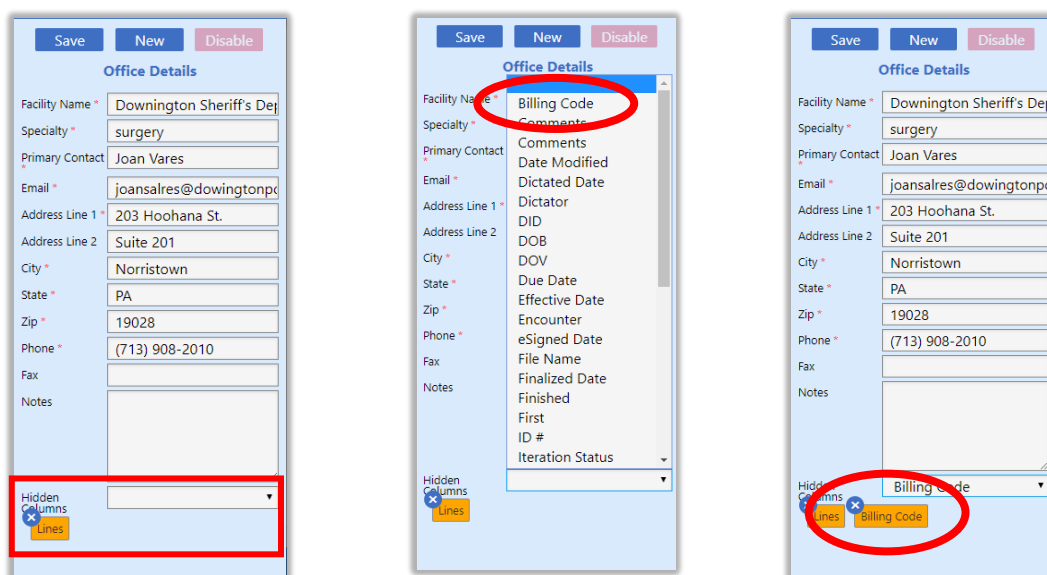 Save New Disable
Office Details
Facility Name * Downington Sheriff's Dep
Specialty * surgery
Primary Contact * Joan Vares
Email * joansalres@dowingtonpo
Address Line 1 * 203 Hoohana St.
Address Line 2 Suite 201
City * Norristown
State * PA
Zip * 19028
Phone * (713) 908-2010
Fax
Notes
Hidden
Columns
Lines
Save New Disable
Office Details
Facility Name *
Specialty *
Primary Contact *
Email *
Address Line 1 *
Address Line 2
City *
State *
Zip *
Phone *
Fax
Notes
Billing Code
Comments
Comments
Date Modified
Dictated Date
Dictator
DID
DOB
DOV
Due Date
Effective Date
Encounter
eSigned Date
File Name
Finalized Date
Finished
First
ID #
Iteration Status
Hidden
Columns
Lines
Save New Disable
Office Details
Facility Name * Downington Sheriff's Dep
Specialty * surgery
Primary Contact * Joan Vares
Email * joansalres@dowingtonpo
Address Line 1 * 203 Hoohana St.
Address Line 2 Suite 201
City * Norristown
State * PA
Zip * 19028
Phone * (713) 908-2010
Fax
Notes
Hidden Billing Code
Columns
Lines Billing Code